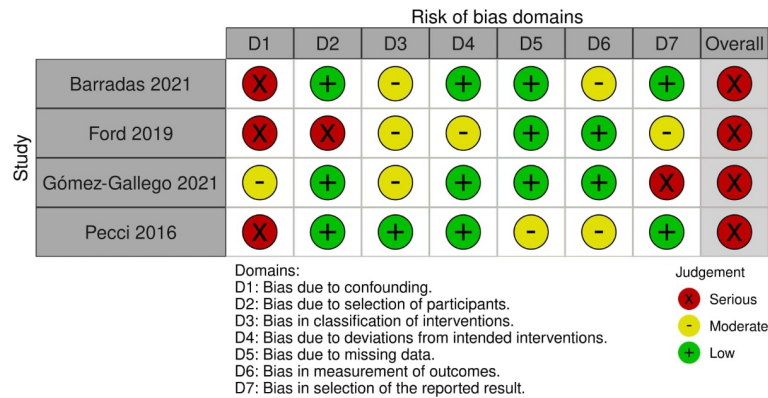 Risk of bias domains
D1 D2 D3 D4 D5 D6 D7 Overall
Study
Barradas 2021 X + - + + - + X
Ford 2019 X X - - + + - X
Gómez-Gallego 2021 - + - + + + X X
Pecci 2016 X + + + - - + X
Domains:
D1: Bias due to confounding.
D2: Bias due to selection of participants.
D3: Bias in classification of interventions.
D4: Bias due to deviations from intended interventions.
D5: Bias due to missing data.
D6: Bias in measurement of outcomes.
D7: Bias in selection of the reported result.
Judgement
X Serious
- Moderate
+ Low